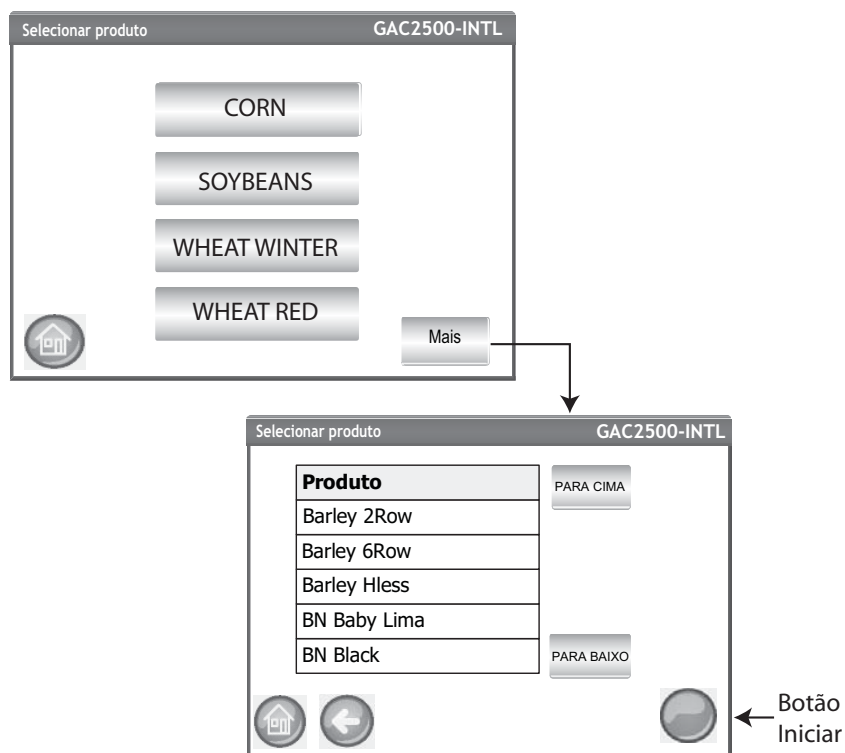 Selecionar produto GAC2500-INTL
CORN
SOYBEANS
WHEAT WINTER
WHEAT RED
Mais
Selecionar produto GAC2500-INTL
Produto PARA CIMA
Barley 2Row
Barley 6Row
Barley Hless
BN Baby Lima
BN Black PARA BAIXO
Botão
Iniciar